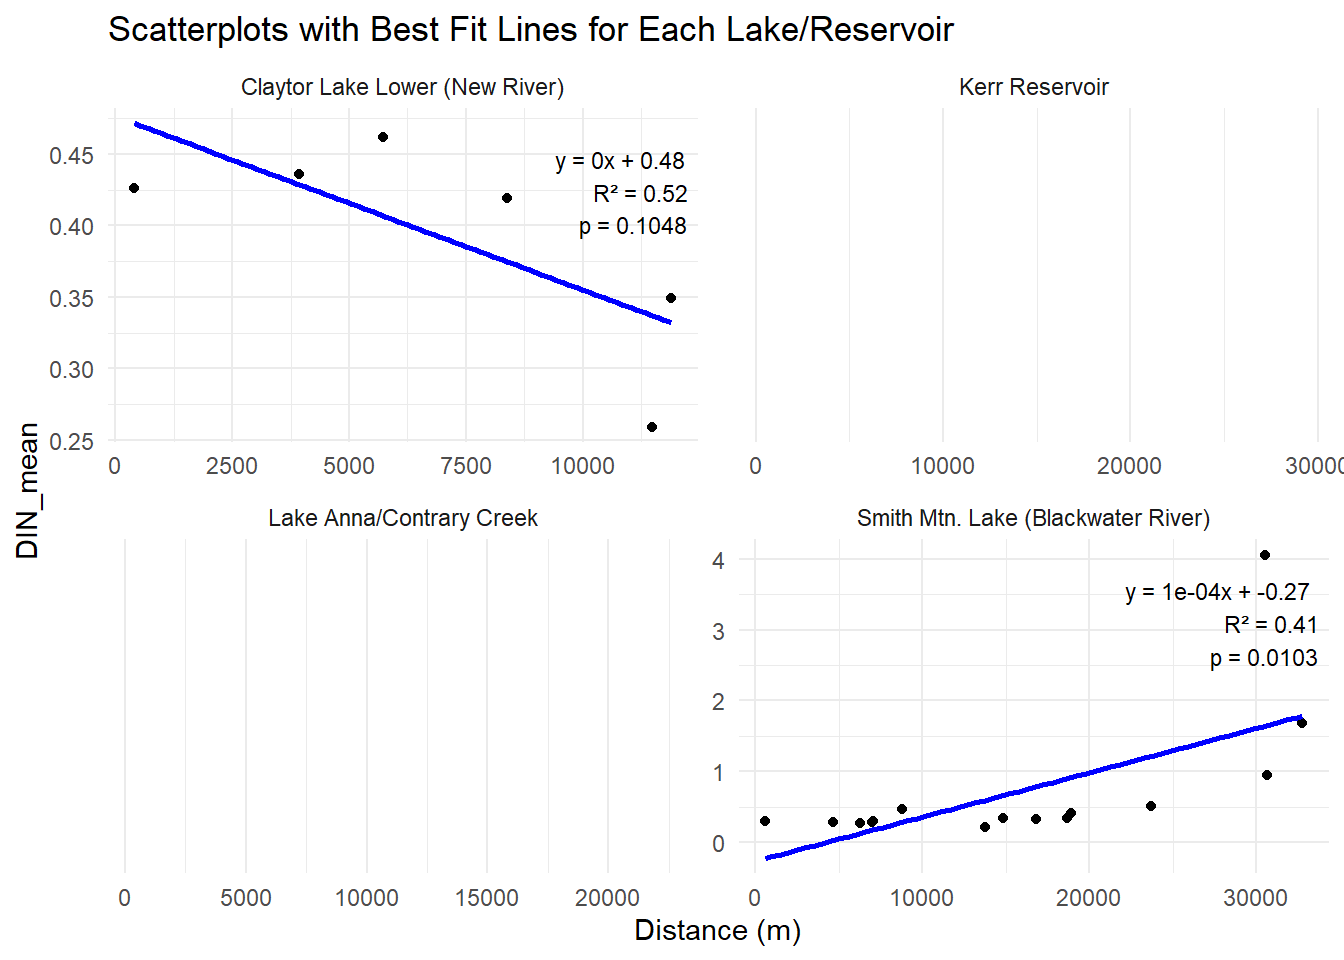 Scatterplots with Best Fit Lines for Each Lake/Reservoir
Claytor Lake Lower (New River)
0.45
0.40
0.35
0.30
0.25
y = 0x + 0.48
R² = 0.52
p = 0.1048
0 2500 5000 7500 10000
Kerr Reservoir
0 10000 20000 30000
DIN_mean
Lake Anna/Contrary Creek
0 5000 10000 15000 20000
Smith Mtn. Lake (Blackwater River)
4
3
2
1
0
y = 1e-04x + -0.27
R² = 0.41
p = 0.0103
0 10000 20000 30000
Distance (m)